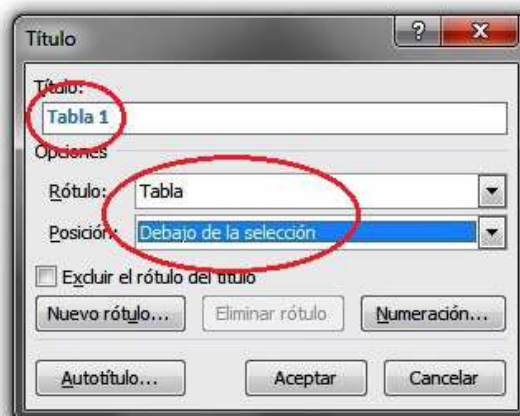 Título
Título:
Tabla 1
Opciones
Rótulo: Tabla
Posición: Debajo de la selección
Excluir el rótulo del título
Nuevo rótulo... Eliminar rótulo Numeración...
Autotítulo... Aceptar Cancelar